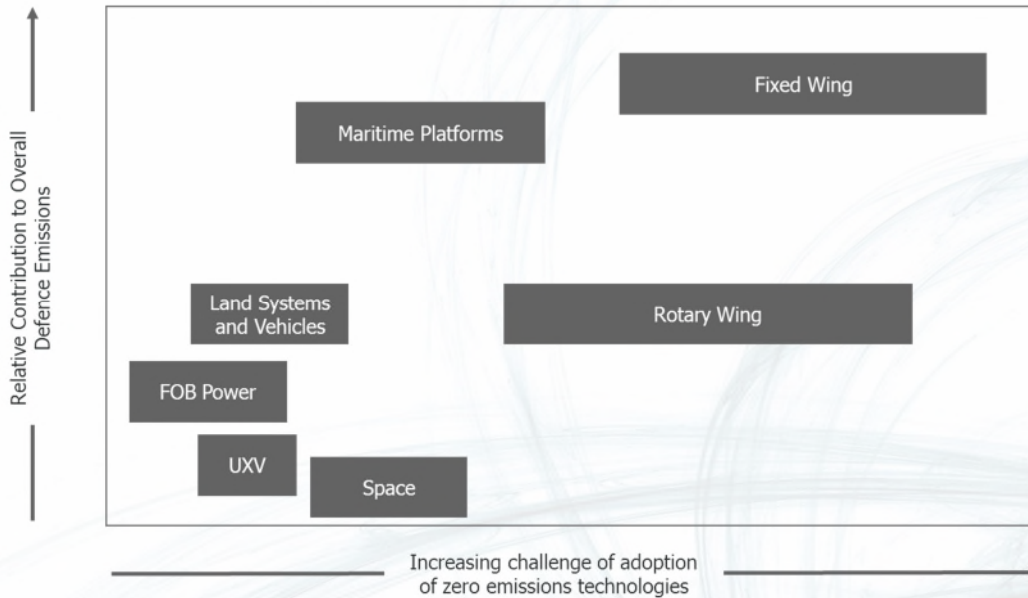 Relative Contribution to Overall
Defence Emissions
Fixed Wing
Maritime Platforms
Land Systems
and Vehicles
Rotary Wing
FOB Power
UXV
Space
Increasing challenge of adoption
of zero emissions technologies